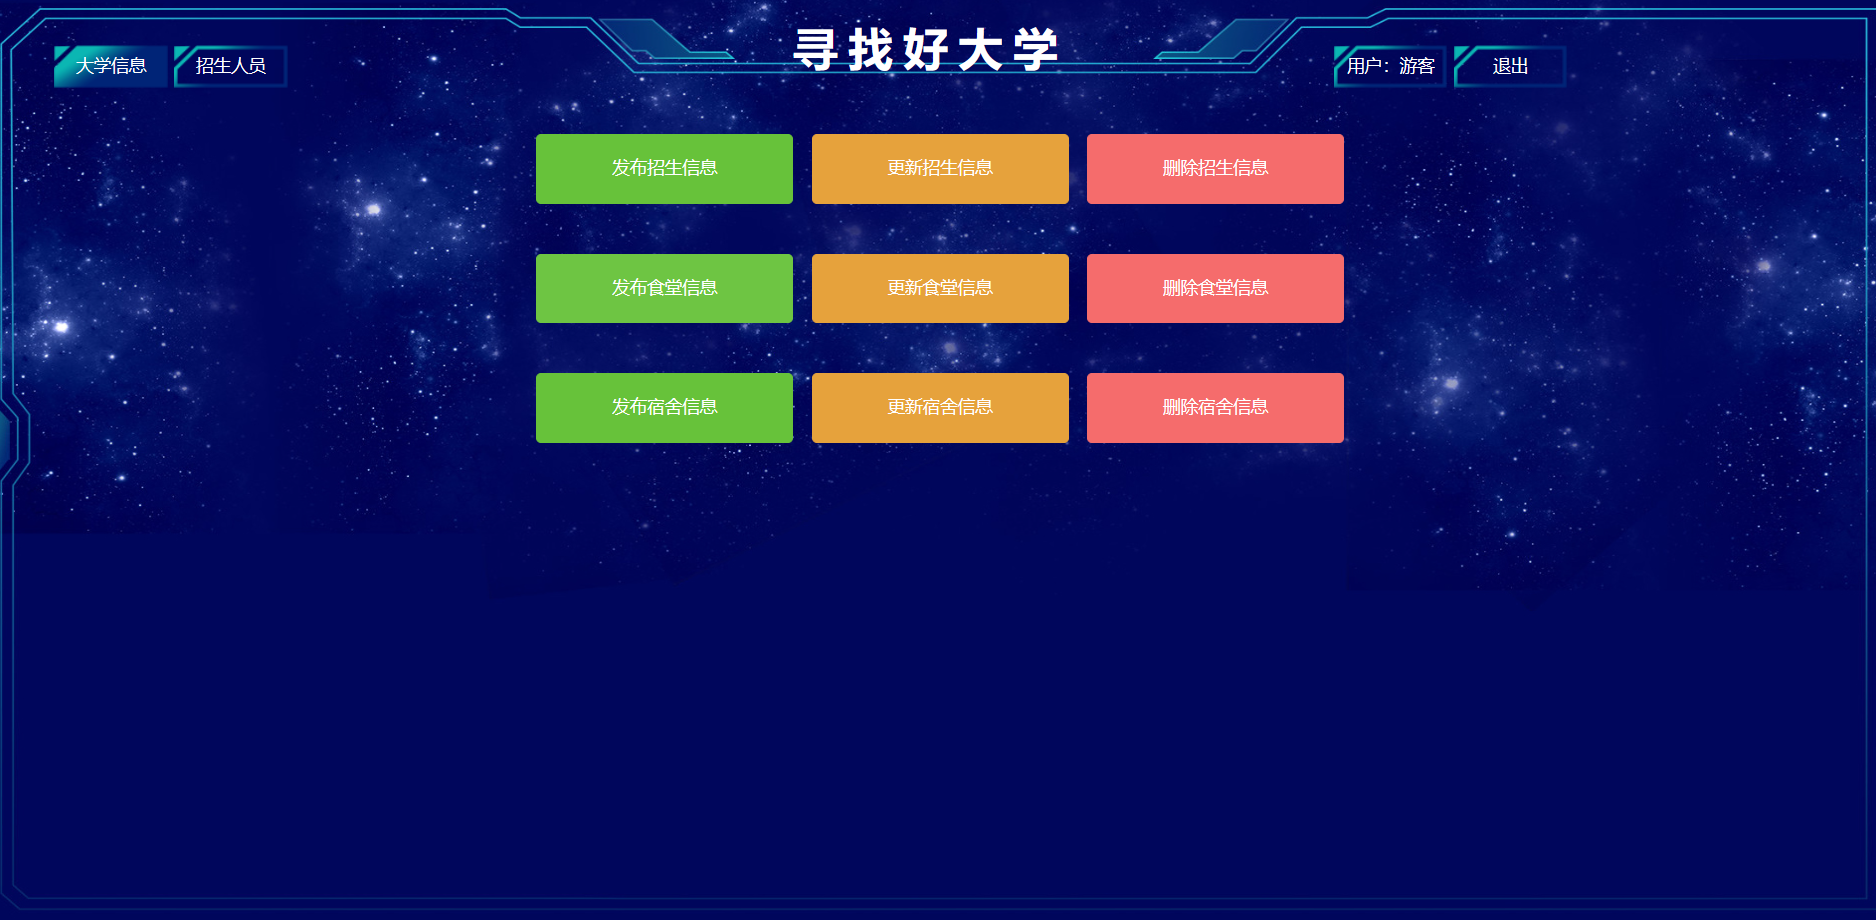 寻找好大学
大学信息 招生人员 用户：游客 退出
发布招生信息 更新招生信息 删除招生信息
发布食堂信息 更新食堂信息 删除食堂信息
发布宿舍信息 更新宿舍信息 删除宿舍信息